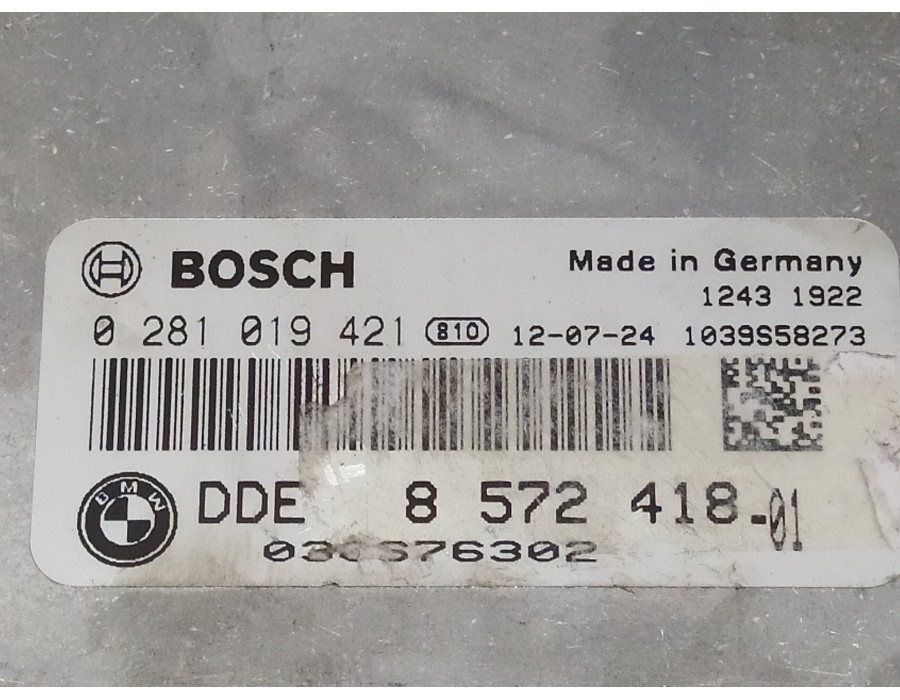 BOSCH
Made in Germany
1243 1922
0 281 019 421 810 12-07-24 1039S58273
BMW
DDE 8 572 418-01